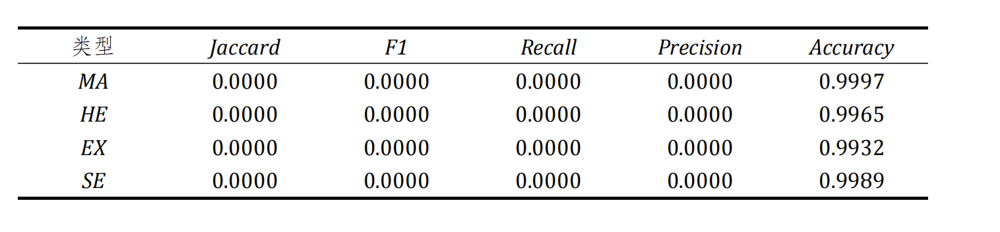 类型 Jaccard F1 Recall Precision Accuracy
MA 0.0000 0.0000 0.0000 0.0000 0.9997
HE 0.0000 0.0000 0.0000 0.0000 0.9965
EX 0.0000 0.0000 0.0000 0.0000 0.9932
SE 0.0000 0.0000 0.0000 0.0000 0.9989